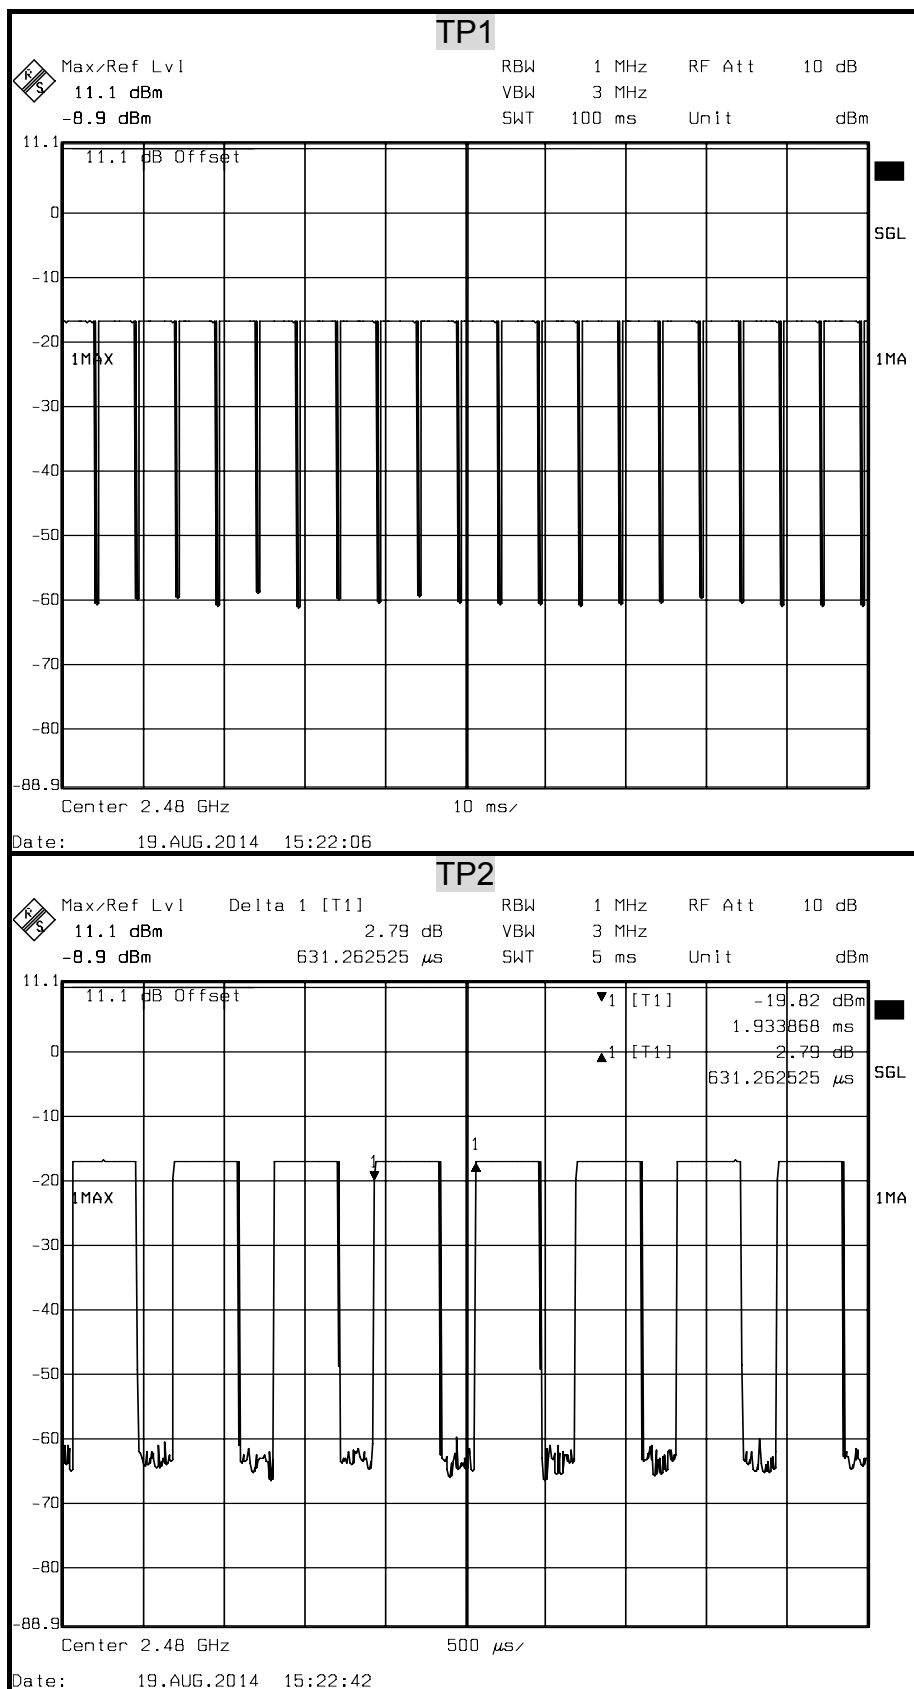 TP1
Max/Ref Lvl RBW 1 MHz RF Att 10 dB
11.1 dBm VBW 3 MHz
-8.9 dBm SWT 100 ms Unit dBm
11.1
11.1 dB Offset
0
SGL
-10
-20
1MAX 1MA
-30
-40
-50
-60
-70
-80
-88.9
Center 2.48 GHz 10 ms/
Date: 19.AUG.2014 15:22:06
TP2
Max/Ref Lvl Delta 1 [T1] RBW 1 MHz RF Att 10 dB
11.1 dBm 2.79 dB VBW 3 MHz
-8.9 dBm 631.262525 µs SWT 5 ms Unit dBm
11.1
11.1 dB Offset ▼1 [T1] -19.82 dBm
1.933868 ms
0 ▲1 [T1] 2.79 dB
631.262525 µs SGL
-10
1
1
-20
1MAX 1MA
-30
-40
-50
-60
-70
-80
-88.9
Center 2.48 GHz 500 µs/
Date: 19.AUG.2014 15:22:42